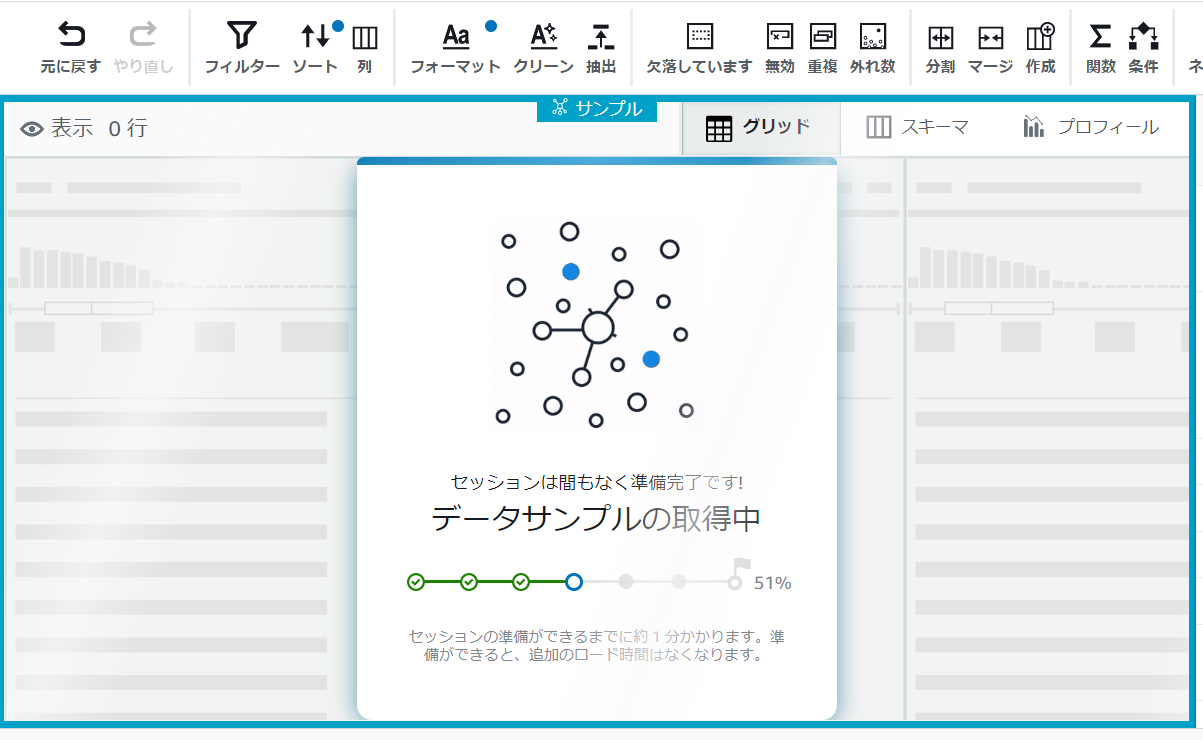 元に戻す やり直し フィルター ソート 列 フォーマット クリーン 抽出 欠落しています 無効 重複 外れ数 分割 マージ 作成 関数 条件 ネ
表示 0 行 サンプル グリッド スキーマ プロフィール
セッションは間もなく準備完了です!
データサンプルの取得中
51%
セッションの準備ができるまでに約 1 分かかります。準
備ができると、追加のロード時間はなくなります。